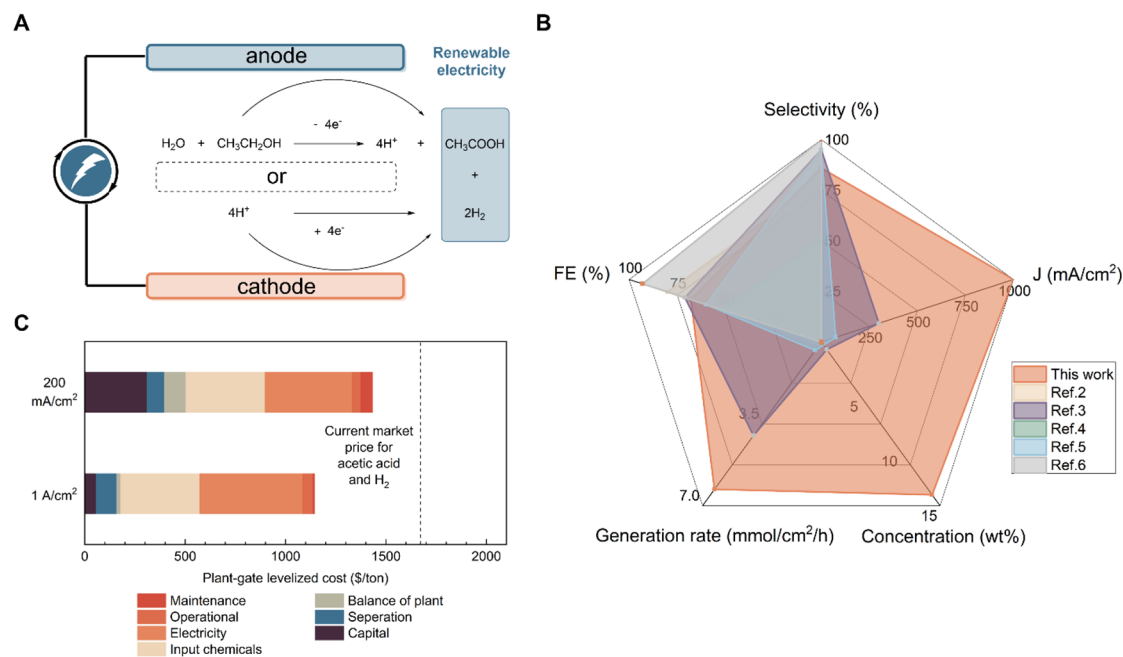 A
anode
Renewable
electricity
H2O + CH3CH2OH - 4e- 4H+ + CH3COOH
or
+
4H+ + 4e- 2H2
cathode
B
Selectivity (%)
100
75
50
25
FE (%)
100
75
J (mA/cm2)
1000
750
500
250
3.5
7.0
5
10
15
Generation rate (mmol/cm2/h)
Concentration (wt%)
This work
Ref.2
Ref.3
Ref.4
Ref.5
Ref.6
C
200
mA/cm2
1 A/cm2
Current market
price for
acetic acid
and H2
0 500 1000 1500 2000
Plant-gate levelized cost ($/ton)
Maintenance
Operational
Electricity
Input chemicals
Balance of plant
Seperation
Capital